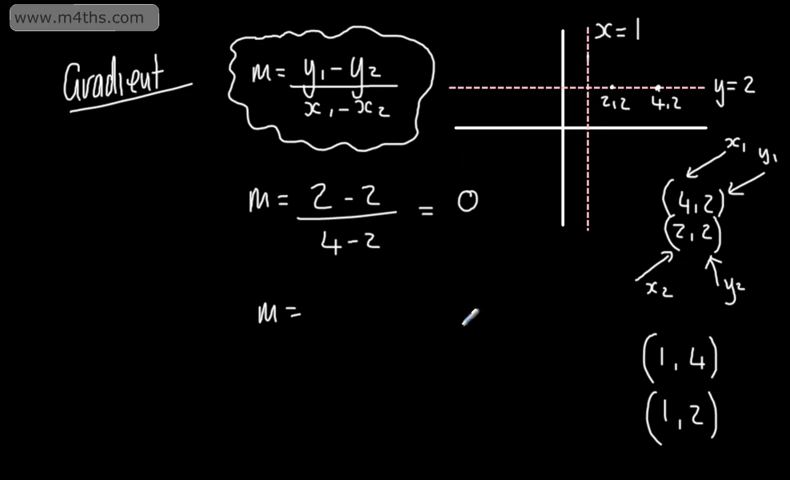 www.m4ths.com
Gradient
m = y₁ - y₂ / x₁ - x₂
x = 1
y = 2
2,2 4,2
m = 2 - 2 / 4 - 2 = 0
x₁ y₁
(4,2)
(2,2)
x₂ y₂
m =
(1,4)
(1,2)